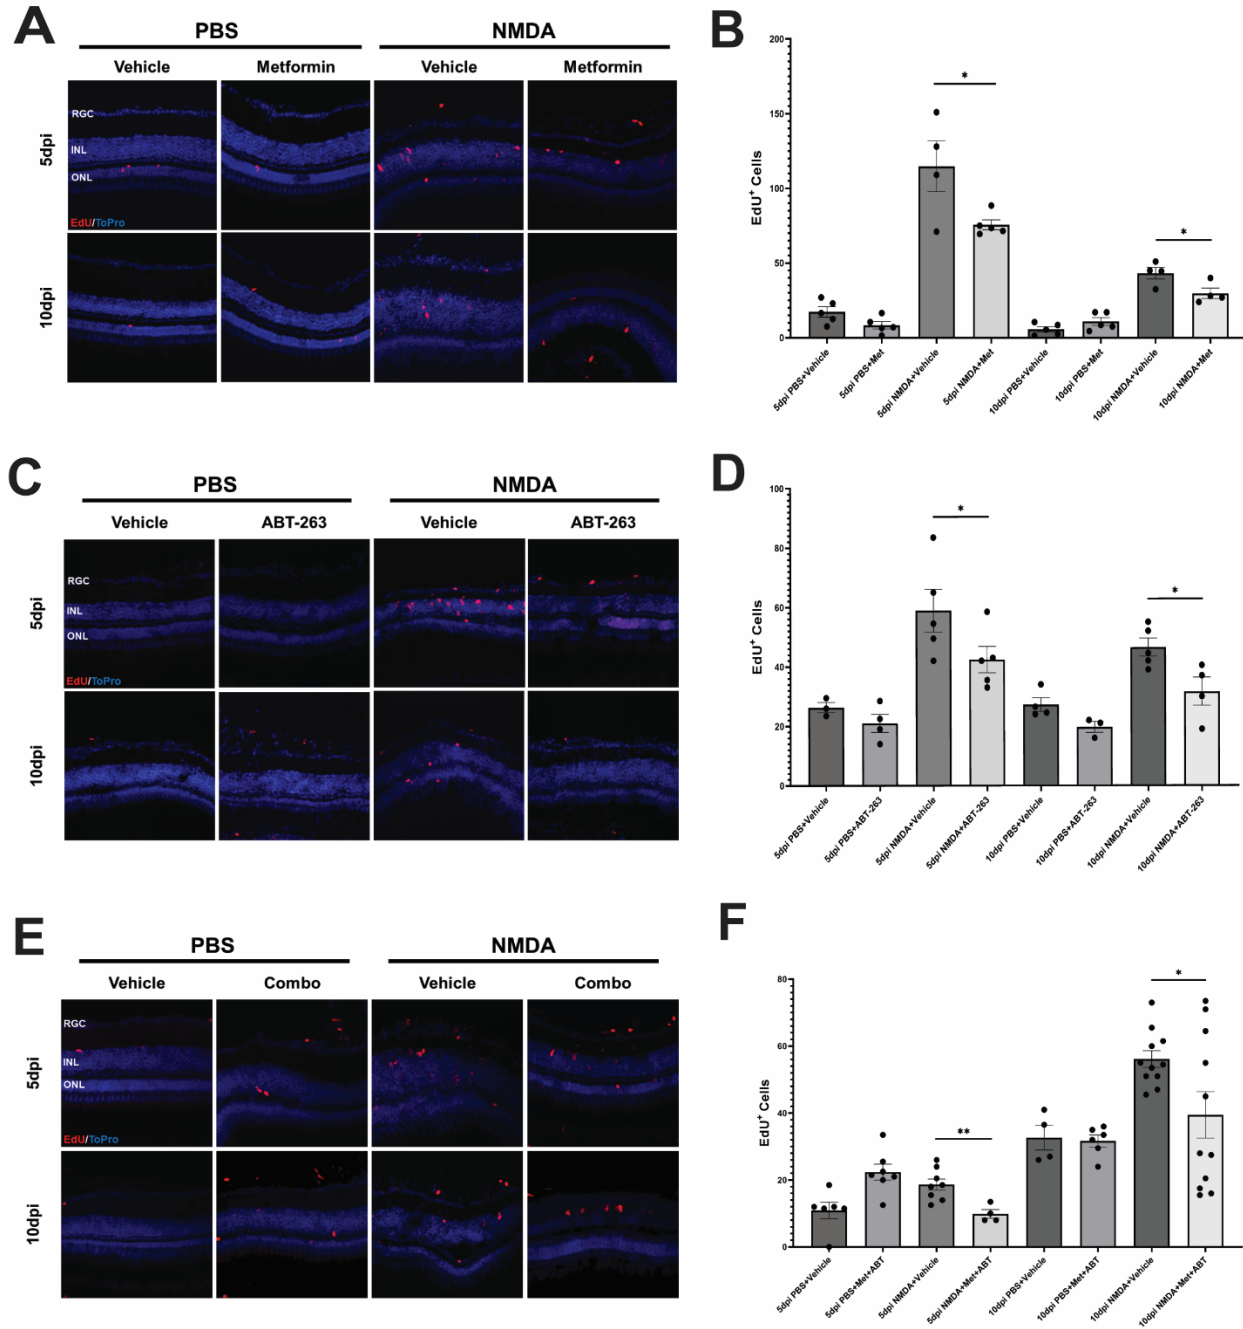 A
PBS
NMDA
Vehicle
Metformin
Vehicle
Metformin
5dpi
RGC
INL
ONL
EdU/ToPro
10dpi
B
EdU+ Cells
200
150
100
50
0
*
*
5dpi PBS+Vehicle
5dpi PBS+Met
5dpi NMDA+Vehicle
5dpi NMDA+Met
10dpi PBS+Vehicle
10dpi PBS+Met
10dpi NMDA+Vehicle
10dpi NMDA+Met
C
PBS
NMDA
Vehicle
ABT-263
Vehicle
ABT-263
5dpi
RGC
INL
ONL
EdU/ToPro
10dpi
D
EdU+ Cells
100
80
60
40
20
0
*
*
5dpi PBS+Vehicle
5dpi PBS+ABT-263
5dpi NMDA+Vehicle
5dpi NMDA+ABT-263
10dpi PBS+Vehicle
10dpi PBS+ABT-263
10dpi NMDA+Vehicle
10dpi NMDA+ABT-263
E
PBS
NMDA
Vehicle
Combo
Vehicle
Combo
5dpi
RGC
INL
ONL
EdU/ToPro
10dpi
F
EdU+ Cells
80
60
40
20
0
**
*
5dpi PBS+Vehicle
5dpi PBS+Met+ABT
5dpi NMDA+Vehicle
5dpi NMDA+Met+ABT
10dpi PBS+Vehicle
10dpi PBS+Met+ABT
10dpi NMDA+Vehicle
10dpi NMDA+Met+ABT